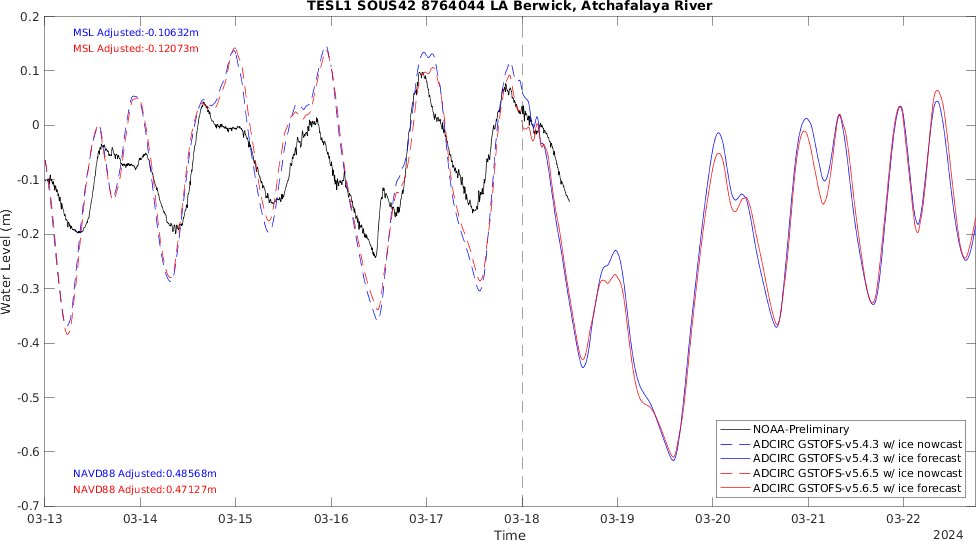 TESL1 SOUS42 8764044 LA Berwick, Atchafalaya River
MSL Adjusted:-0.10632m
MSL Adjusted:-0.12073m
0.2
0.1
0
-0.1
-0.2
-0.3
-0.4
-0.5
-0.6
-0.7
Water Level (m)
NAVD88 Adjusted:0.48568m
NAVD88 Adjusted:0.47127m
NOAA-Preliminary
ADCIRC GSTOFS-v5.4.3 w/ ice nowcast
ADCIRC GSTOFS-v5.4.3 w/ ice forecast
ADCIRC GSTOFS-v5.6.5 w/ ice nowcast
ADCIRC GSTOFS-v5.6.5 w/ ice forecast
03-13 03-14 03-15 03-16 03-17 03-18 03-19 03-20 03-21 03-22
Time
2024